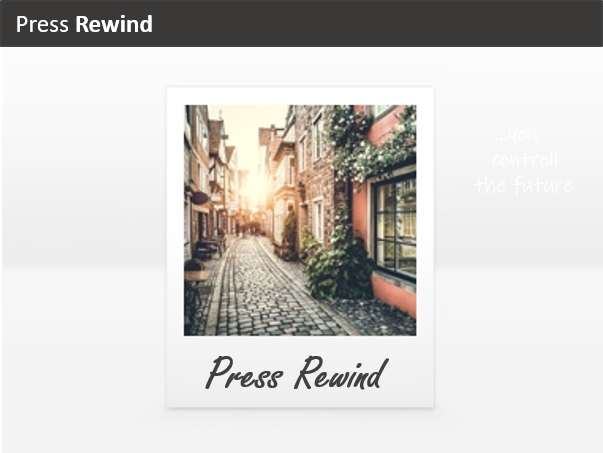 Press Rewind
...you
controll
the future
Press Rewind